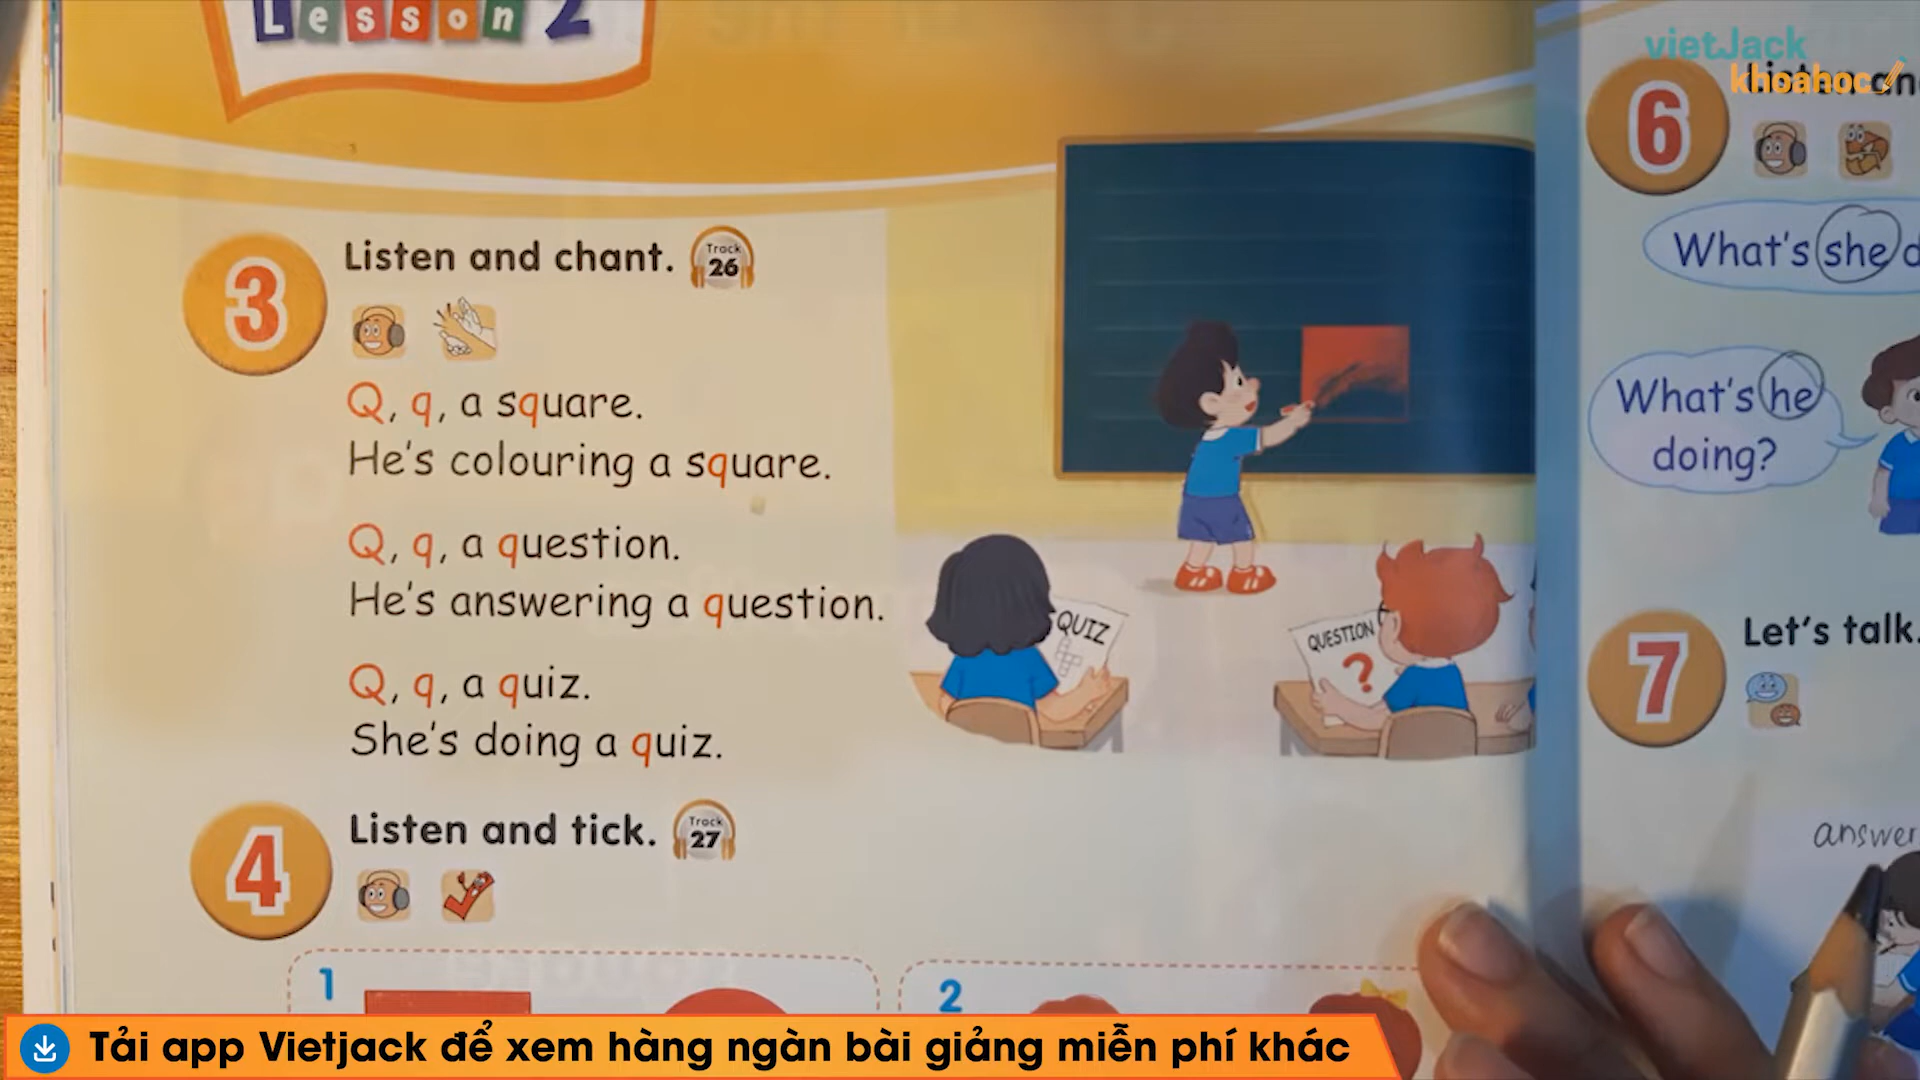 Lesson 2
3
Listen and chant.
Track
26
Q, q, a square.
He's colouring a square.
Q, q, a question.
He's answering a question.
Q, q, a quiz.
She's doing a quiz.
QUIZ
QUESTION
?
4
Listen and tick.
Track
27
1
2
vietJack
khoahoc
6
Listen
What's she
What's he
doing?
7
Let's talk.
answer
Tải app Vietjack để xem hàng ngàn bài giảng miễn phí khác